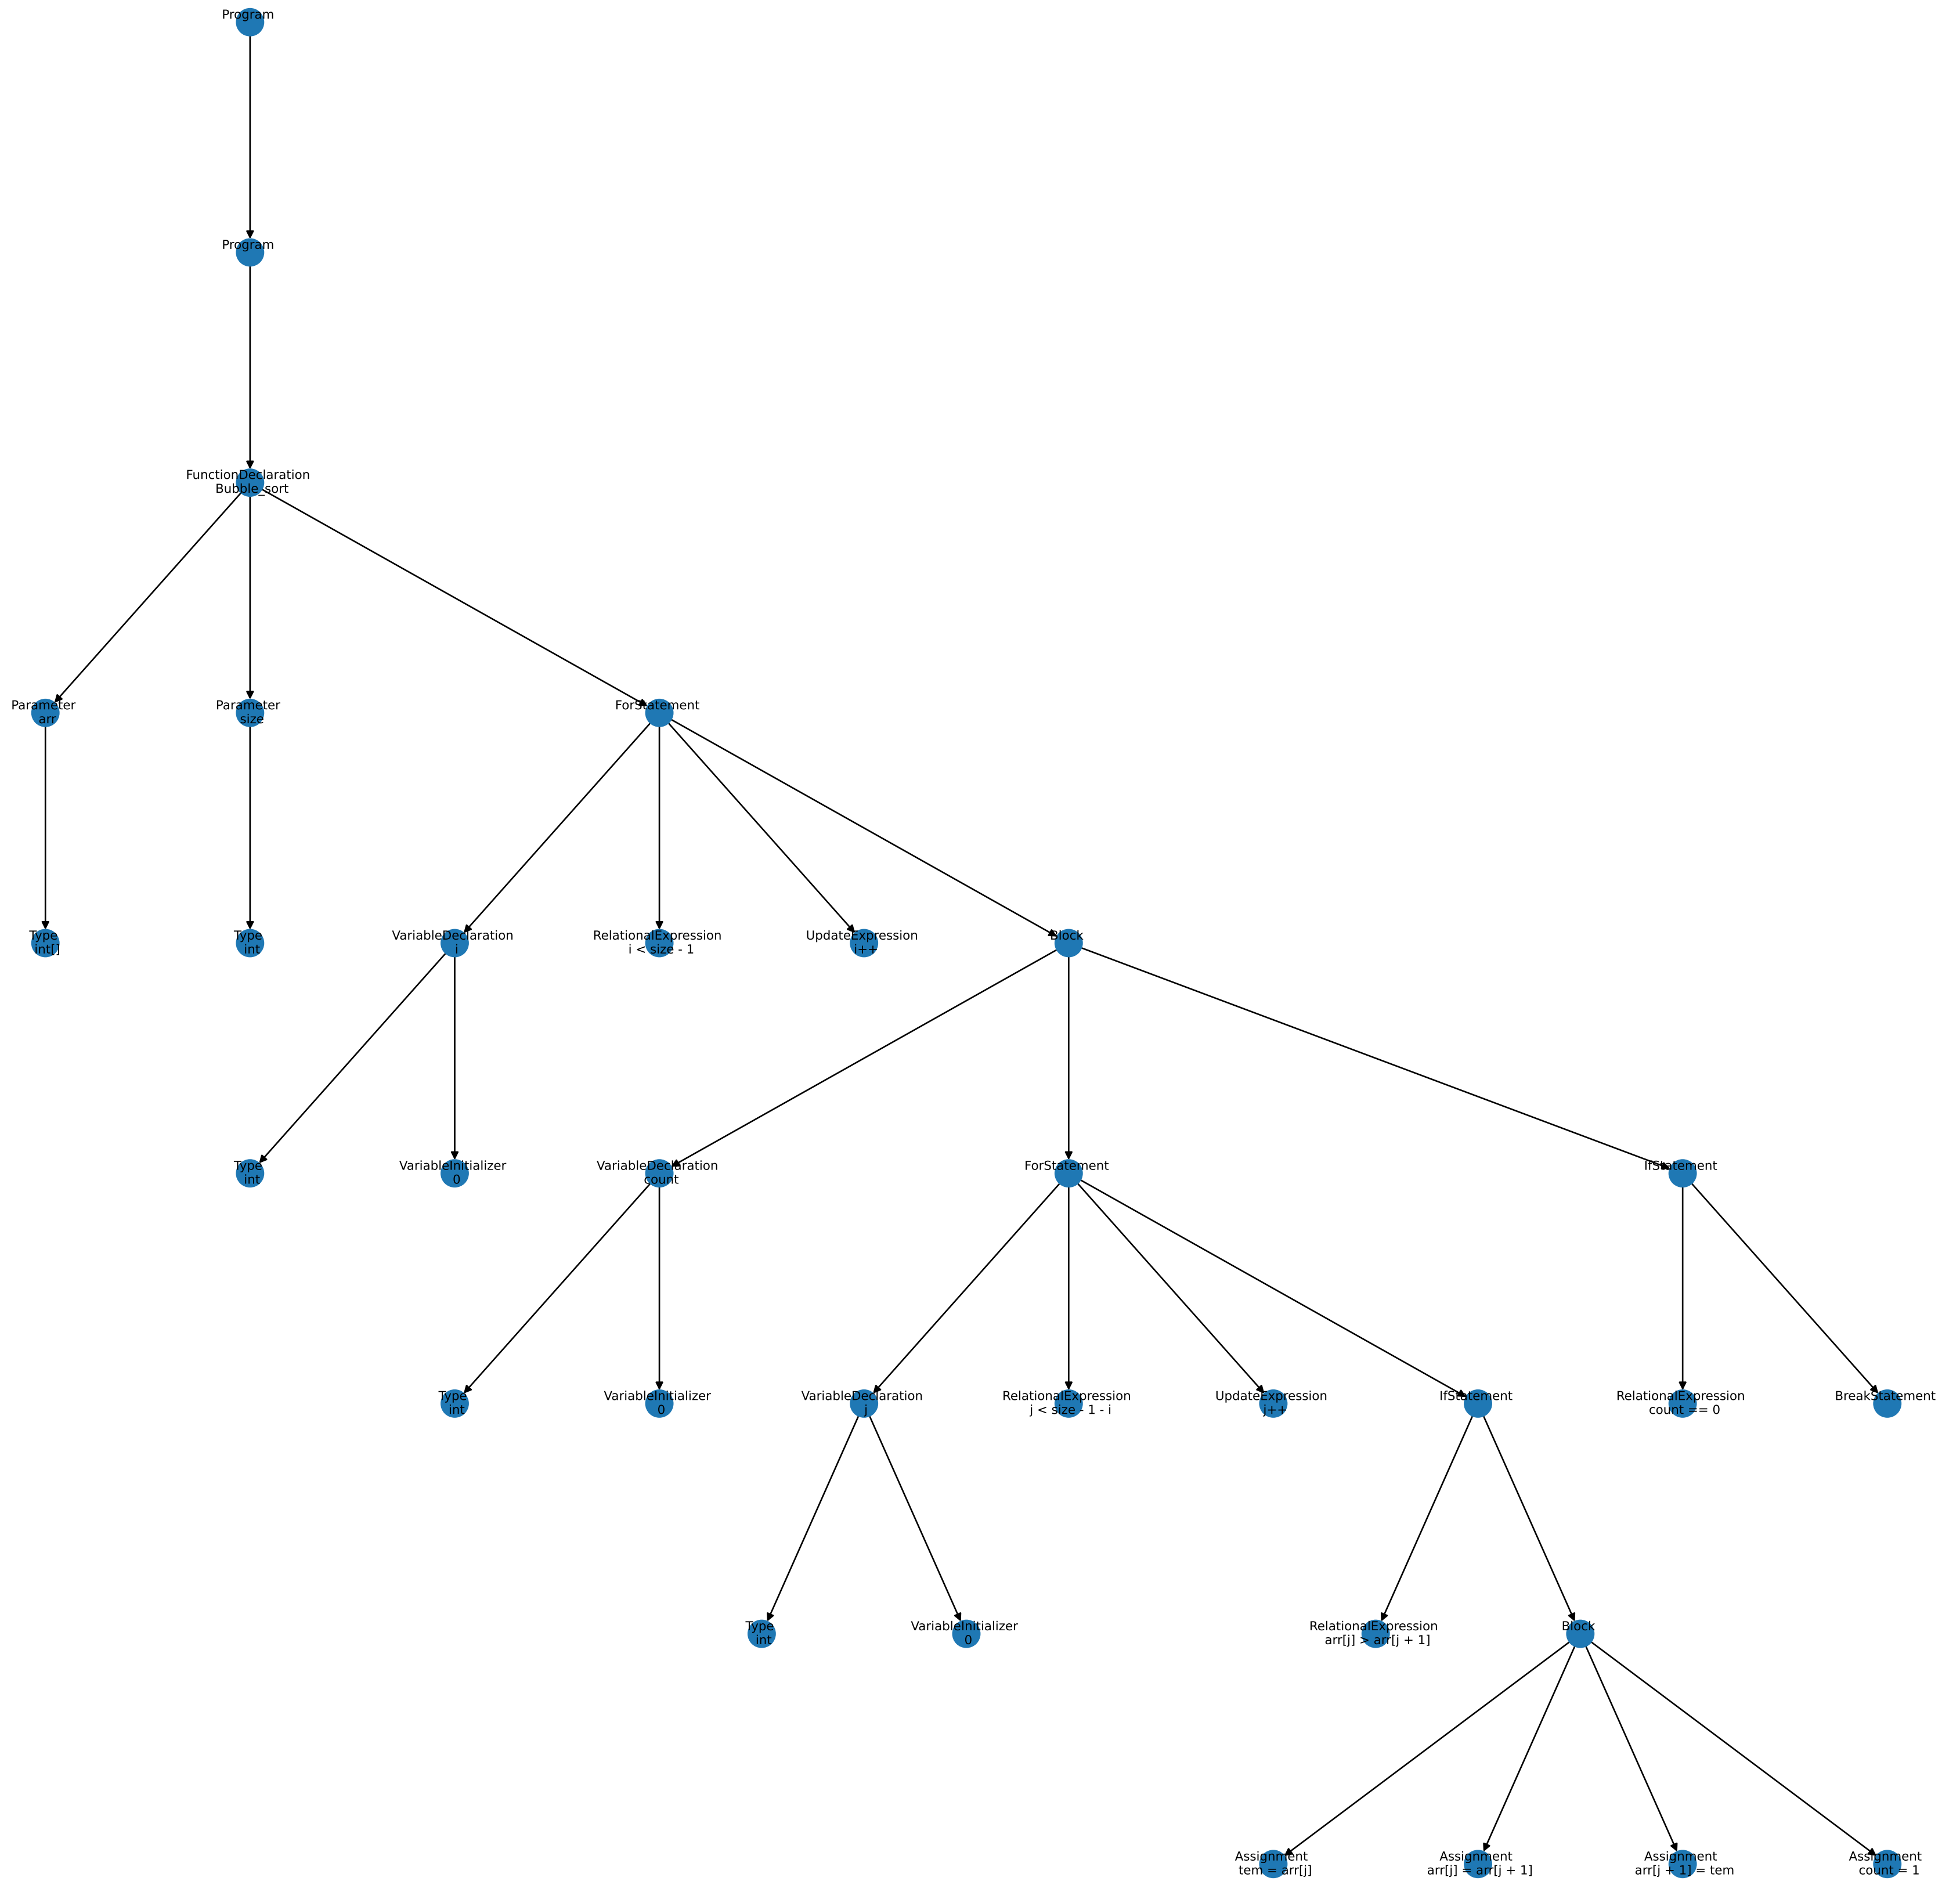 Program
Program
FunctionDeclaration
Bubble_sort
Parameter
arr
Parameter
size
ForStatement
Type
int[]
Type
int
VariableDeclaration
i
RelationalExpression
i < size - 1
UpdateExpression
i++
Block
Type
int
VariableInitializer
0
VariableDeclaration
count
ForStatement
IfStatement
Type
int
VariableInitializer
0
VariableDeclaration
j
RelationalExpression
j < size - 1 - i
UpdateExpression
j++
IfStatement
RelationalExpression
count == 0
BreakStatement
Type
int
VariableInitializer
0
RelationalExpression
arr[j] > arr[j + 1]
Block
Assignment
tem = arr[j]
Assignment
arr[j] = arr[j + 1]
Assignment
arr[j + 1] = tem
Assignment
count = 1